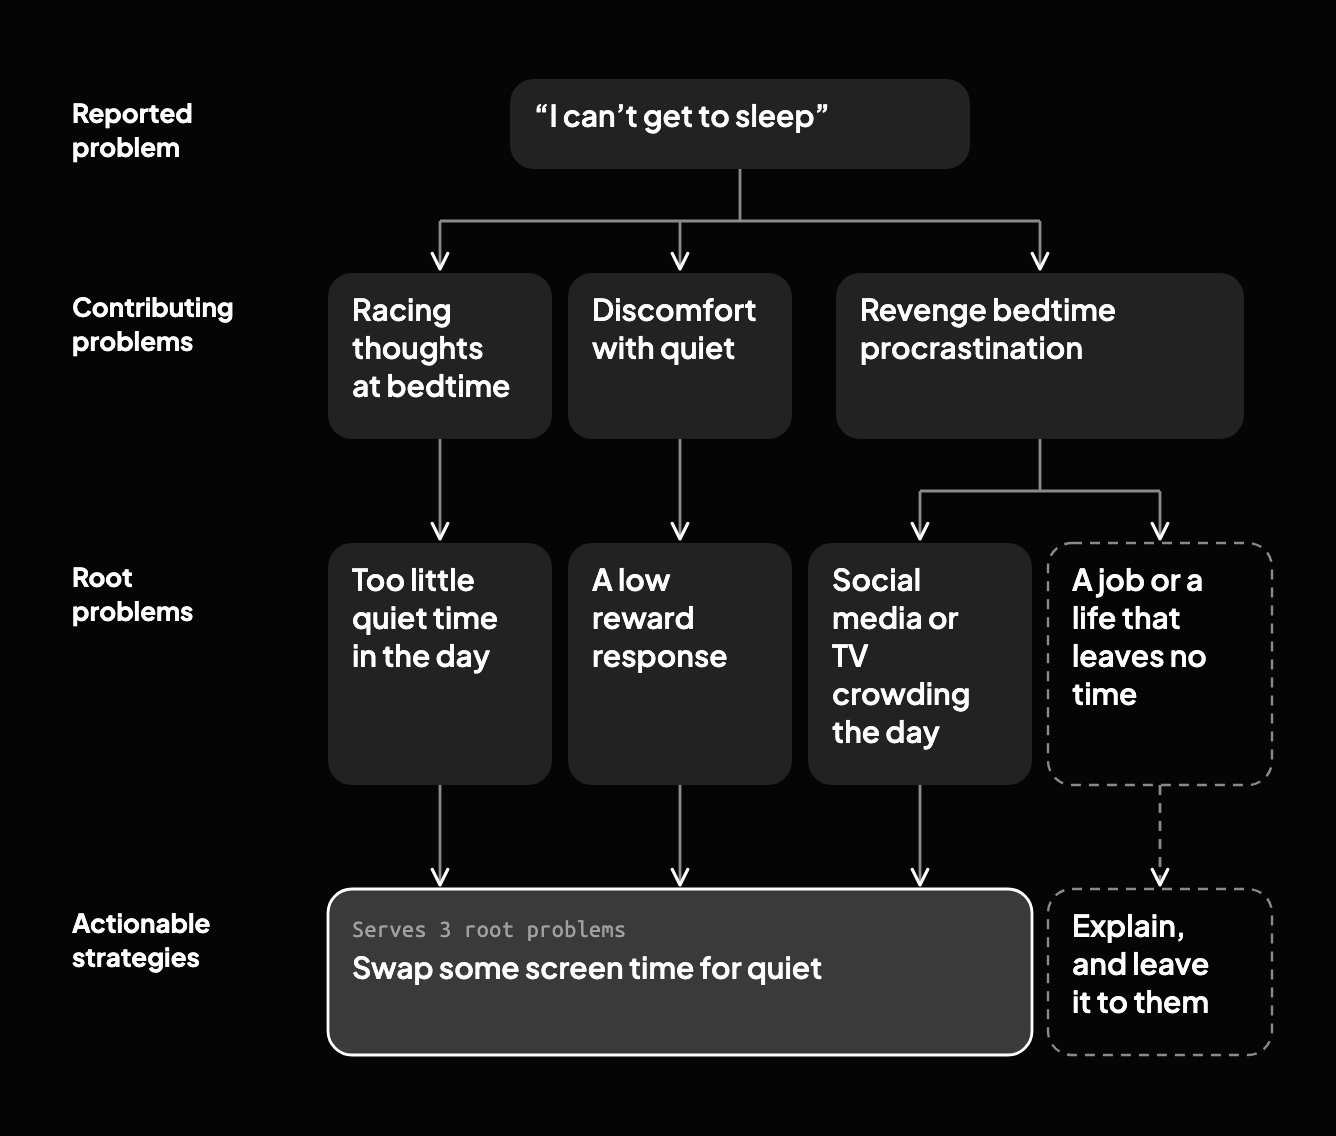 Reported
problem
“I can’t get to sleep”
Contributing
problems
Racing
thoughts
at bedtime
Discomfort
with quiet
Revenge bedtime
procrastination
Root
problems
Too little
quiet time
in the day
A low
reward
response
Social
media or
TV
crowding
the day
A job or a
life that
leaves no
time
Actionable
strategies
Serves 3 root problems
Swap some screen time for quiet
Explain,
and leave
it to them